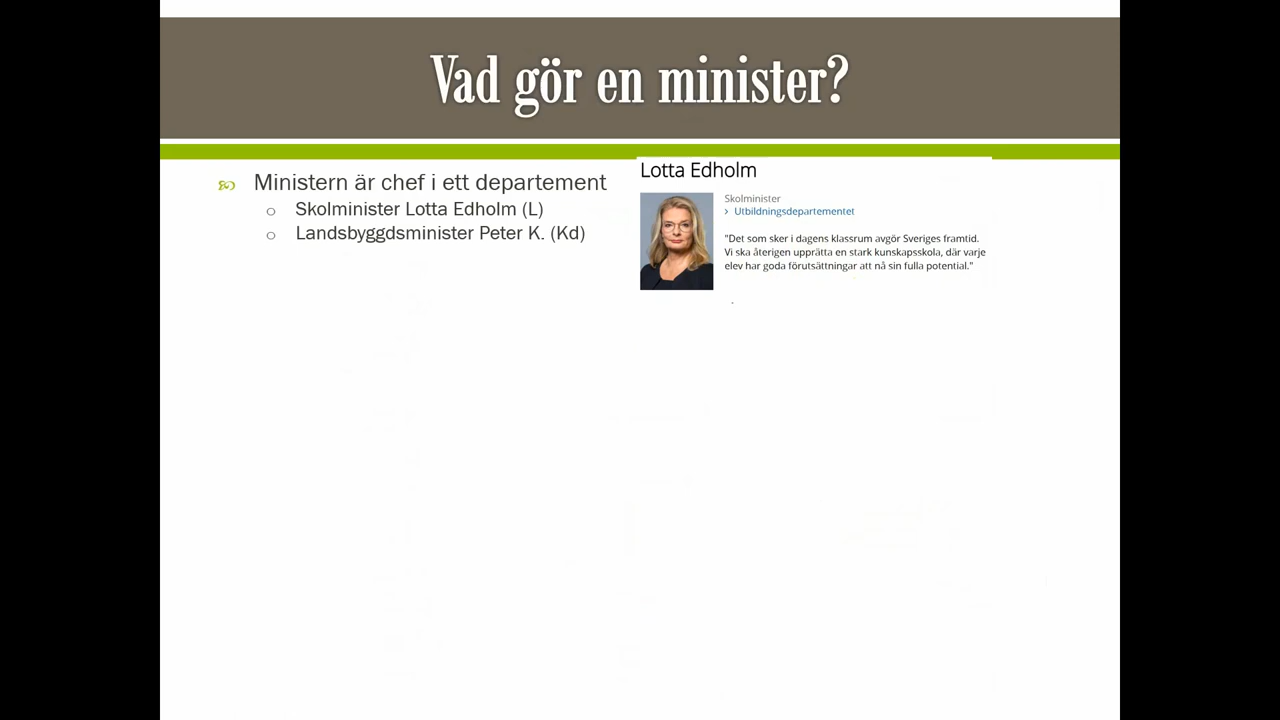 Vad gör en minister?
Ministern är chef i ett departement
Skolminister Lotta Edholm (L)
Landsbyggdsminister Peter K. (Kd)
Lotta Edholm
Skolminister
› Utbildningsdepartementet
"Det som sker i dagens klassrum avgör Sveriges framtid.
Vi ska återigen upprätta en stark kunskapsskola, där varje
elev har goda förutsättningar att nå sin fulla potential."